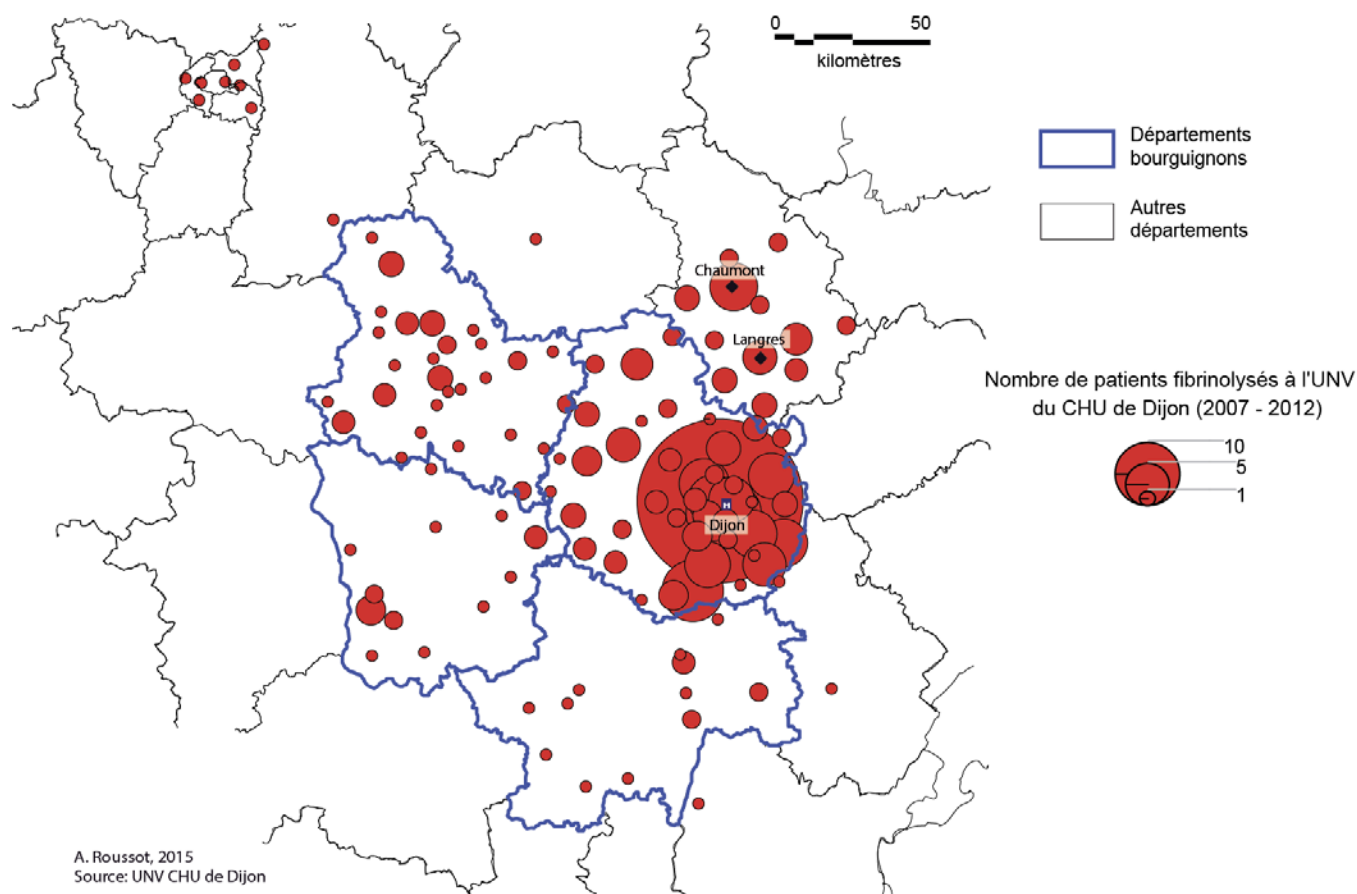 0 50
kilomètres
Départements
bourguignons
Autres
départements
Chaumont
Langres
Nombre de patients fibrinolysés à l'UNV
du CHU de Dijon (2007 - 2012)
10
5
1
H
Dijon
A. Roussot, 2015
Source: UNV CHU de Dijon